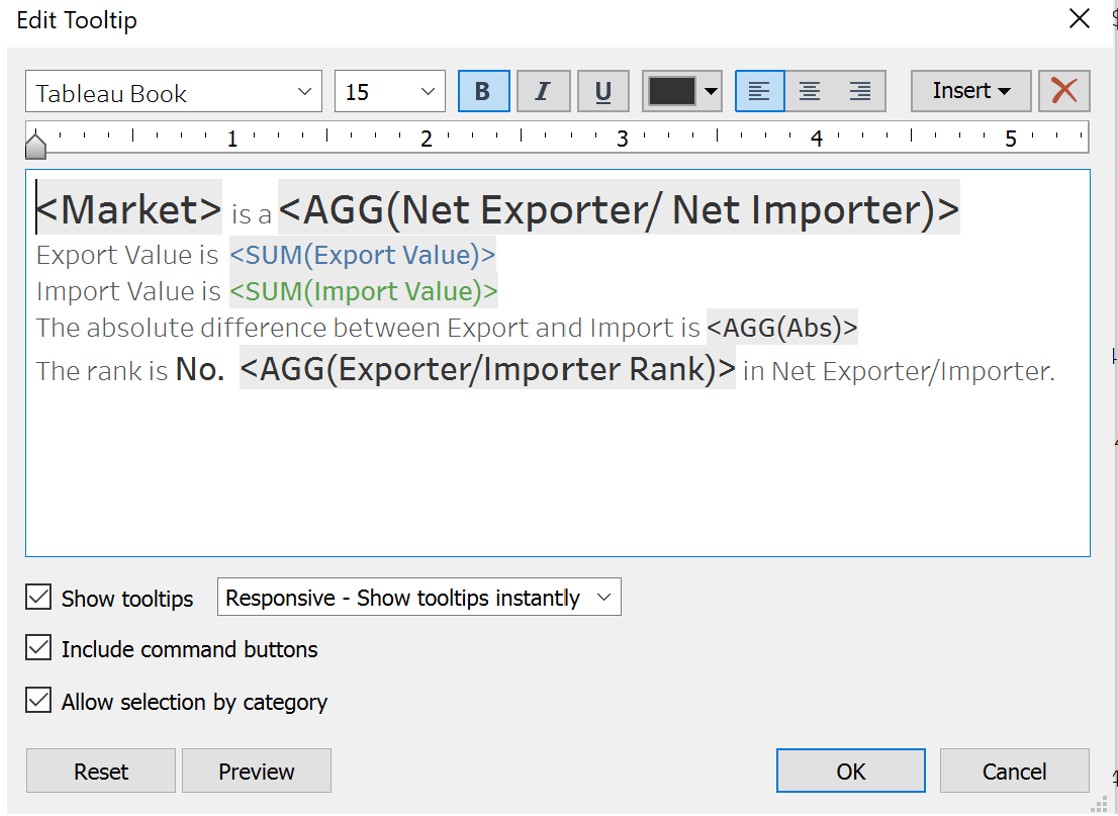 Edit Tooltip
Tableau Book 15 B I U Insert
1 2 3 4 5
<Market> is a <AGG(Net Exporter/ Net Importer)>
Export Value is <SUM(Export Value)>
Import Value is <SUM(Import Value)>
The absolute difference between Export and Import is <AGG(Abs)>
The rank is No. <AGG(Exporter/Importer Rank)> in Net Exporter/Importer.
Show tooltips Responsive - Show tooltips instantly
Include command buttons
Allow selection by category
Reset Preview OK Cancel